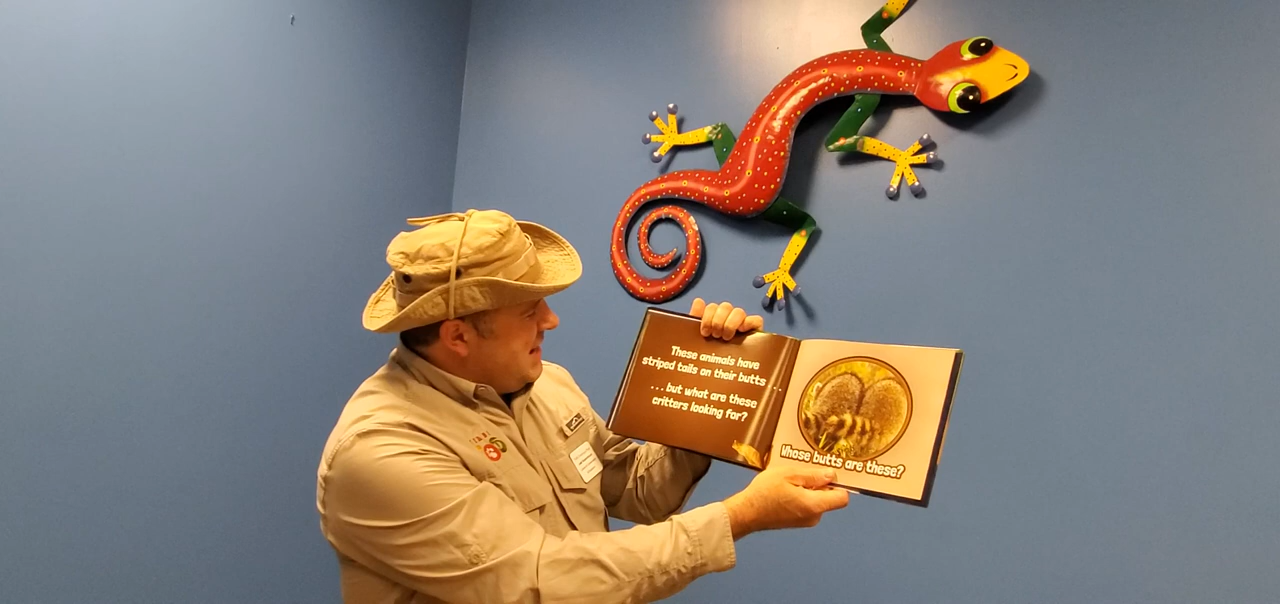 These animals have
striped tails on their butts
...but what are these
critters looking for?
Whose butts are these?